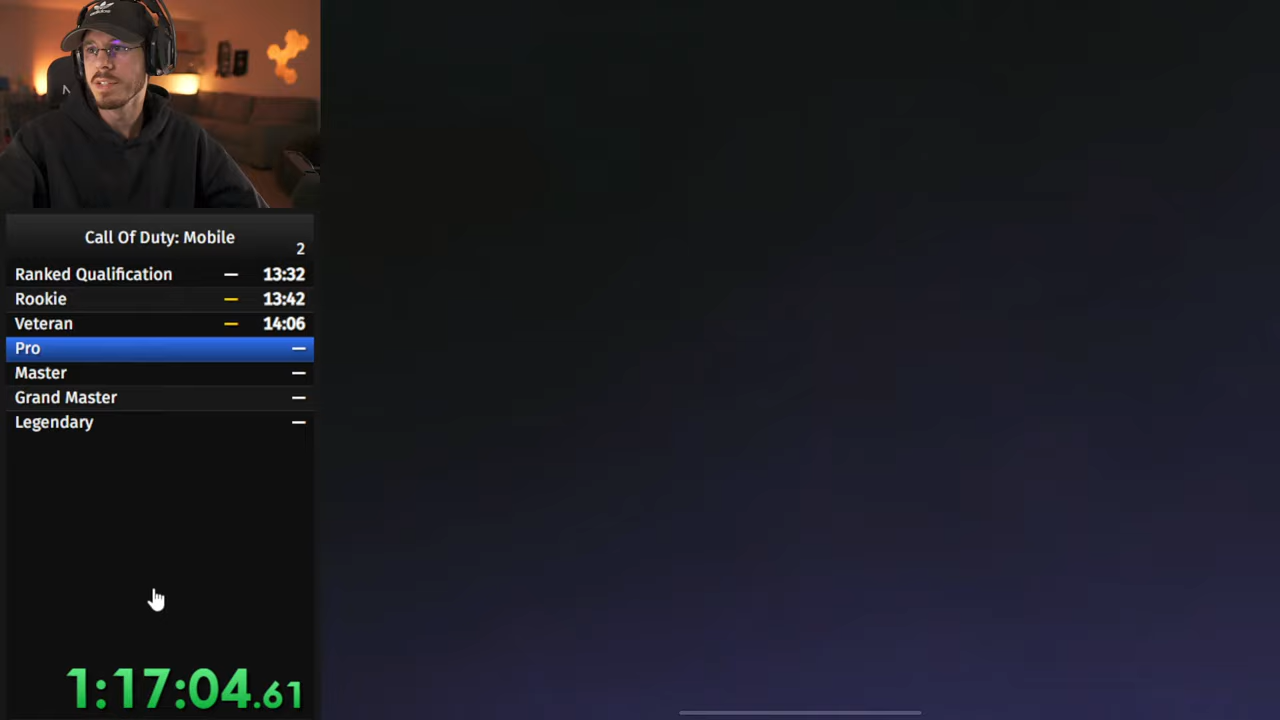 Call Of Duty: Mobile
2
Ranked Qualification — 13:32
Rookie — 13:42
Veteran — 14:06
Pro —
Master —
Grand Master —
Legendary —
1:17:04.61